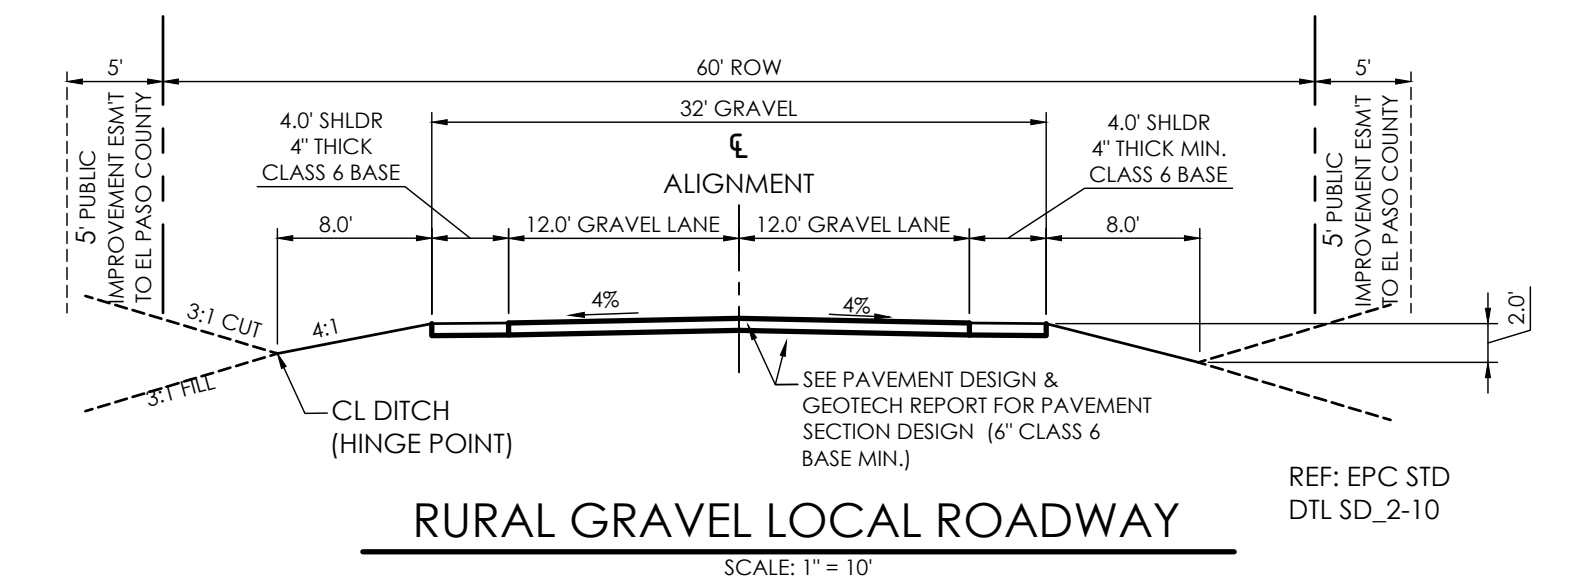 5'
60' ROW
5'
32' GRAVEL
4.0' SHLDR
4" THICK
CLASS 6 BASE
℄
ALIGNMENT
4.0' SHLDR
4" THICK MIN.
CLASS 6 BASE
5' PUBLIC
IMPROVEMENT ESM'T
TO EL PASO COUNTY
8.0'
12.0' GRAVEL LANE
12.0' GRAVEL LANE
8.0'
5' PUBLIC
IMPROVEMENT ESM'T
TO EL PASO COUNTY
3:1 CUT
4:1
4%
4%
2.0'
3:1 FILL
CL DITCH
(HINGE POINT)
SEE PAVEMENT DESIGN &
GEOTECH REPORT FOR PAVEMENT
SECTION DESIGN (6" CLASS 6
BASE MIN.)
REF: EPC STD
DTL SD_2-10
RURAL GRAVEL LOCAL ROADWAY
SCALE: 1" = 10'